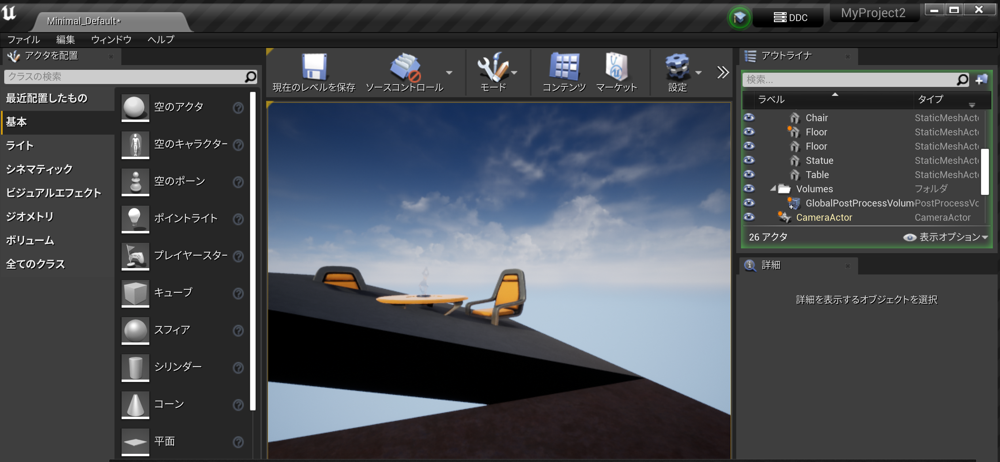 Minimal_Default*
DDC
MyProject2
ファイル 編集 ウィンドウ ヘルプ
アクタを配置
クラスの検索
最近配置したもの
基本
ライト
シネマティック
ビジュアルエフェクト
ジオメトリ
ボリューム
全てのクラス
空のアクタ
空のキャラクター
空のポーン
ポイントライト
プレイヤースター
キューブ
スフィア
シリンダー
コーン
平面
現在のレベルを保存 ソースコントロール モード コンテンツ マーケット 設定
アウトライナ
検索...
ラベル タイプ
Chair StaticMeshAct
Floor StaticMeshAct
Floor StaticMeshAct
Statue StaticMeshAct
Table StaticMeshAct
Volumes フォルダ
GlobalPostProcessVolum PostProcessVo
CameraActor CameraActor
26 アクタ 表示オプション
詳細
詳細を表示するオブジェクトを選択